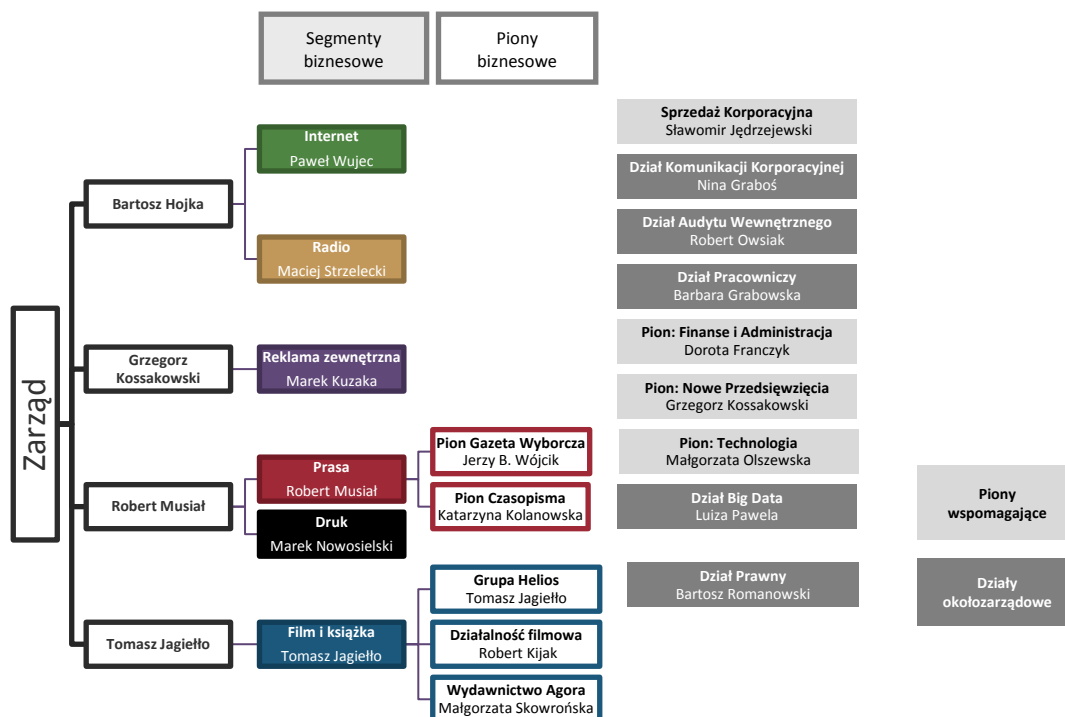 Segmenty
biznesowe
Piony
biznesowe
Zarząd
Bartosz Hojka
Internet
Paweł Wujec
Radio
Maciej Strzelecki
Grzegorz
Kossakowski
Reklama zewnętrzna
Marek Kuzaka
Robert Musiał
Prasa
Robert Musiał
Druk
Marek Nowosielski
Pion Gazeta Wyborcza
Jerzy B. Wójcik
Pion Czasopisma
Katarzyna Kolanowska
Tomasz Jagiełło
Film i książka
Tomasz Jagiełło
Grupa Helios
Tomasz Jagiełło
Działalność filmowa
Robert Kijak
Wydawnictwo Agora
Małgorzata Skowrońska
Sprzedaż Korporacyjna
Sławomir Jędrzejewski
Dział Komunikacji Korporacyjnej
Nina Graboś
Dział Audytu Wewnętrznego
Robert Owsiak
Dział Pracowniczy
Barbara Grabowska
Pion: Finanse i Administracja
Dorota Franczyk
Pion: Nowe Przedsięwzięcia
Grzegorz Kossakowski
Pion: Technologia
Małgorzata Olszewska
Dział Big Data
Luiza Pawela
Dział Prawny
Bartosz Romanowski
Piony
wspomagające
Działy
okołozarządowe